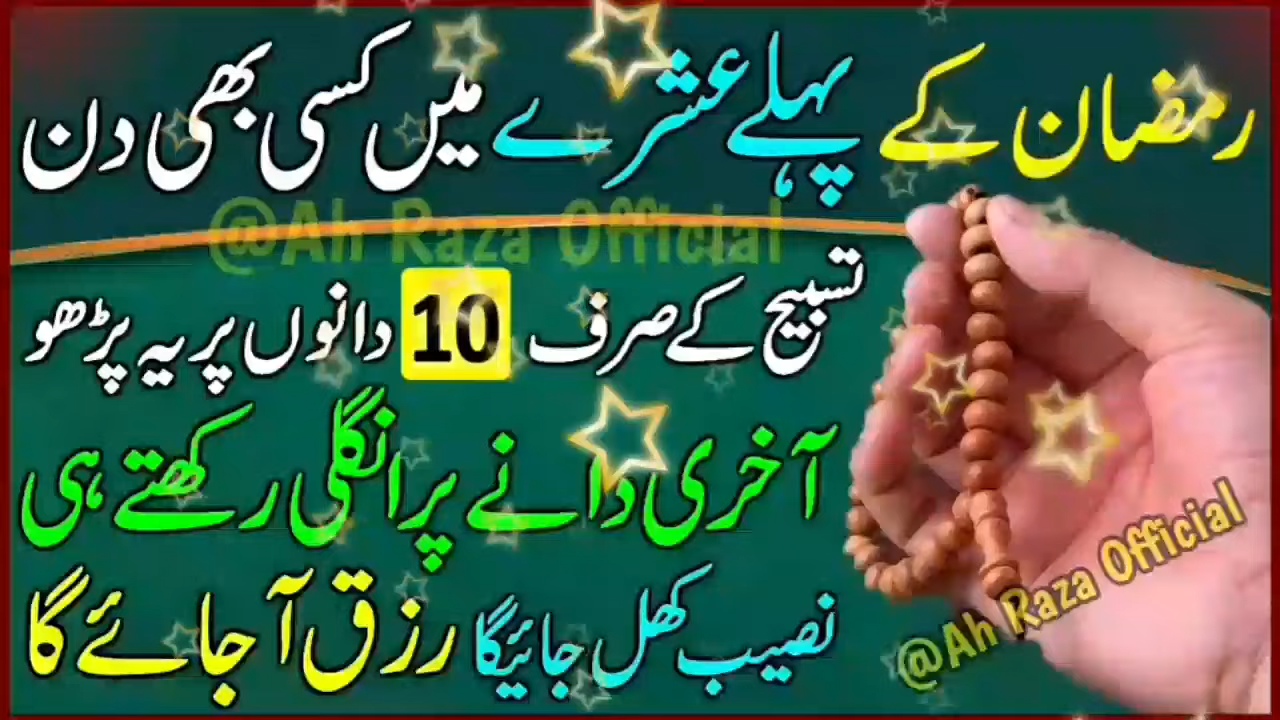 رمضان کے پہلے عشرے میں کسی بھی دن
@Ah Raza Official
تسبیح کے صرف 10 دانوں پر یہ پڑھو
آخری دانے پر انگلی رکھتے ہی
نصیب کھل جائیگا رزق آ جائے گا
@Ah Raza Official